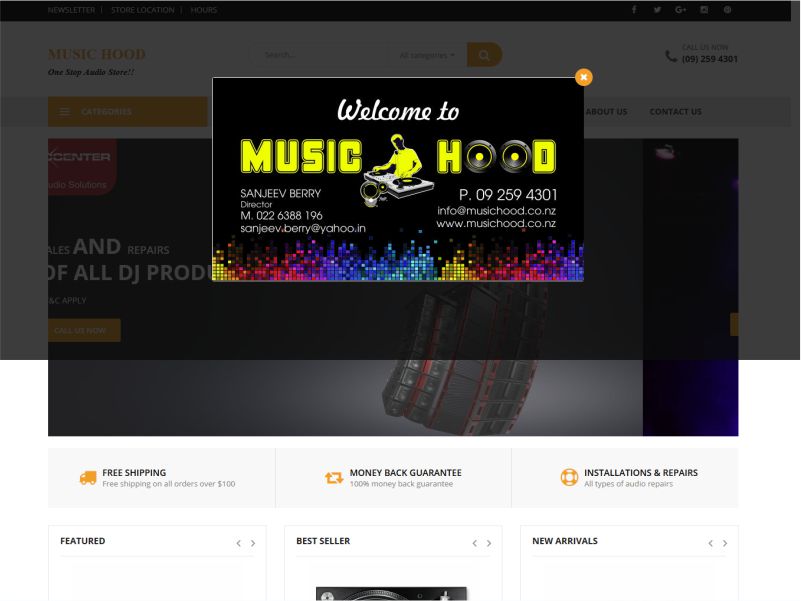 NEWSLETTER | STORE LOCATION | HOURS
MUSIC HOOD
One Stop Audio Store!!
Search...
All categories
CALL US NOW
(09) 259 4301
CATEGORIES
ABOUT US
CONTACT US
Welcome to
MUSIC HOOD
SANJEEV BERRY
Director
M. 022 6388 196
sanjeev.berry@yahoo.in
P. 09 259 4301
info@musichood.co.nz
www.musichood.co.nz
CCENTER
udio Solutions
ALES AND REPAIRS
OF ALL DJ PRODU
&C APPLY
CALL US NOW
FREE SHIPPING
Free shipping on all orders over $100
MONEY BACK GUARANTEE
100% money back guarantee
INSTALLATIONS & REPAIRS
All types of audio repairs
FEATURED
BEST SELLER
NEW ARRIVALS